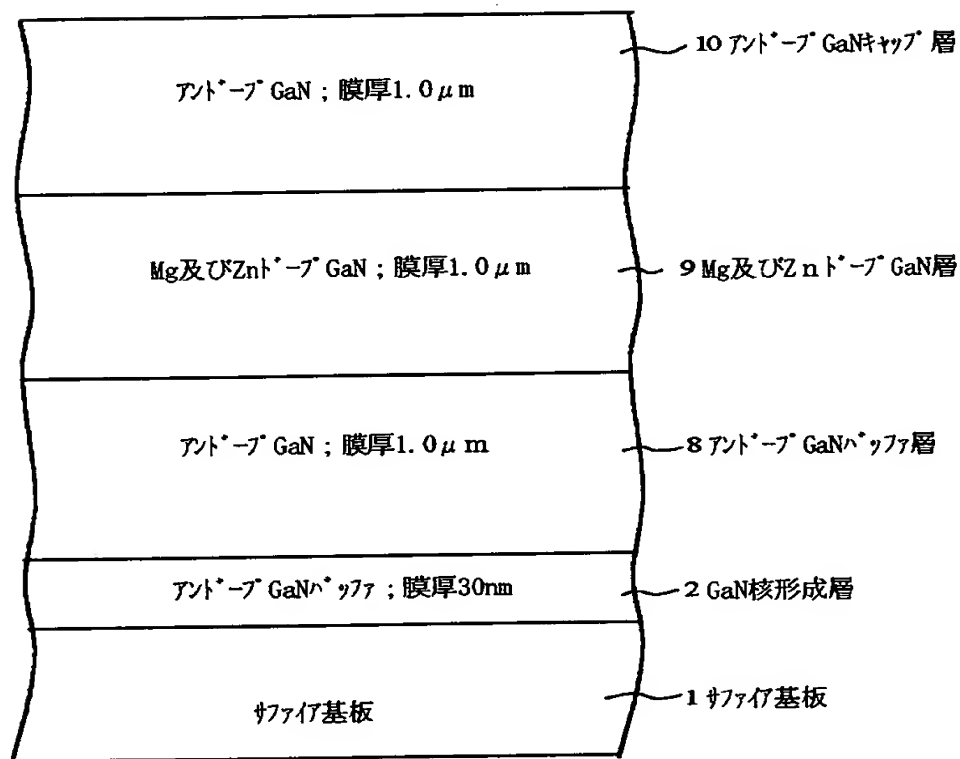 10 アンドープGaNキャップ層
アンドープGaN；膜厚1.0μm
Mg及びZnドープGaN；膜厚1.0μm
9 Mg及びZnドープGaN層
アンドープGaN；膜厚1.0μm
8 アンドープGaNバッファ層
アンドープGaNバッファ；膜厚30nm
2 GaN核形成層
サファイア基板
1 サファイア基板